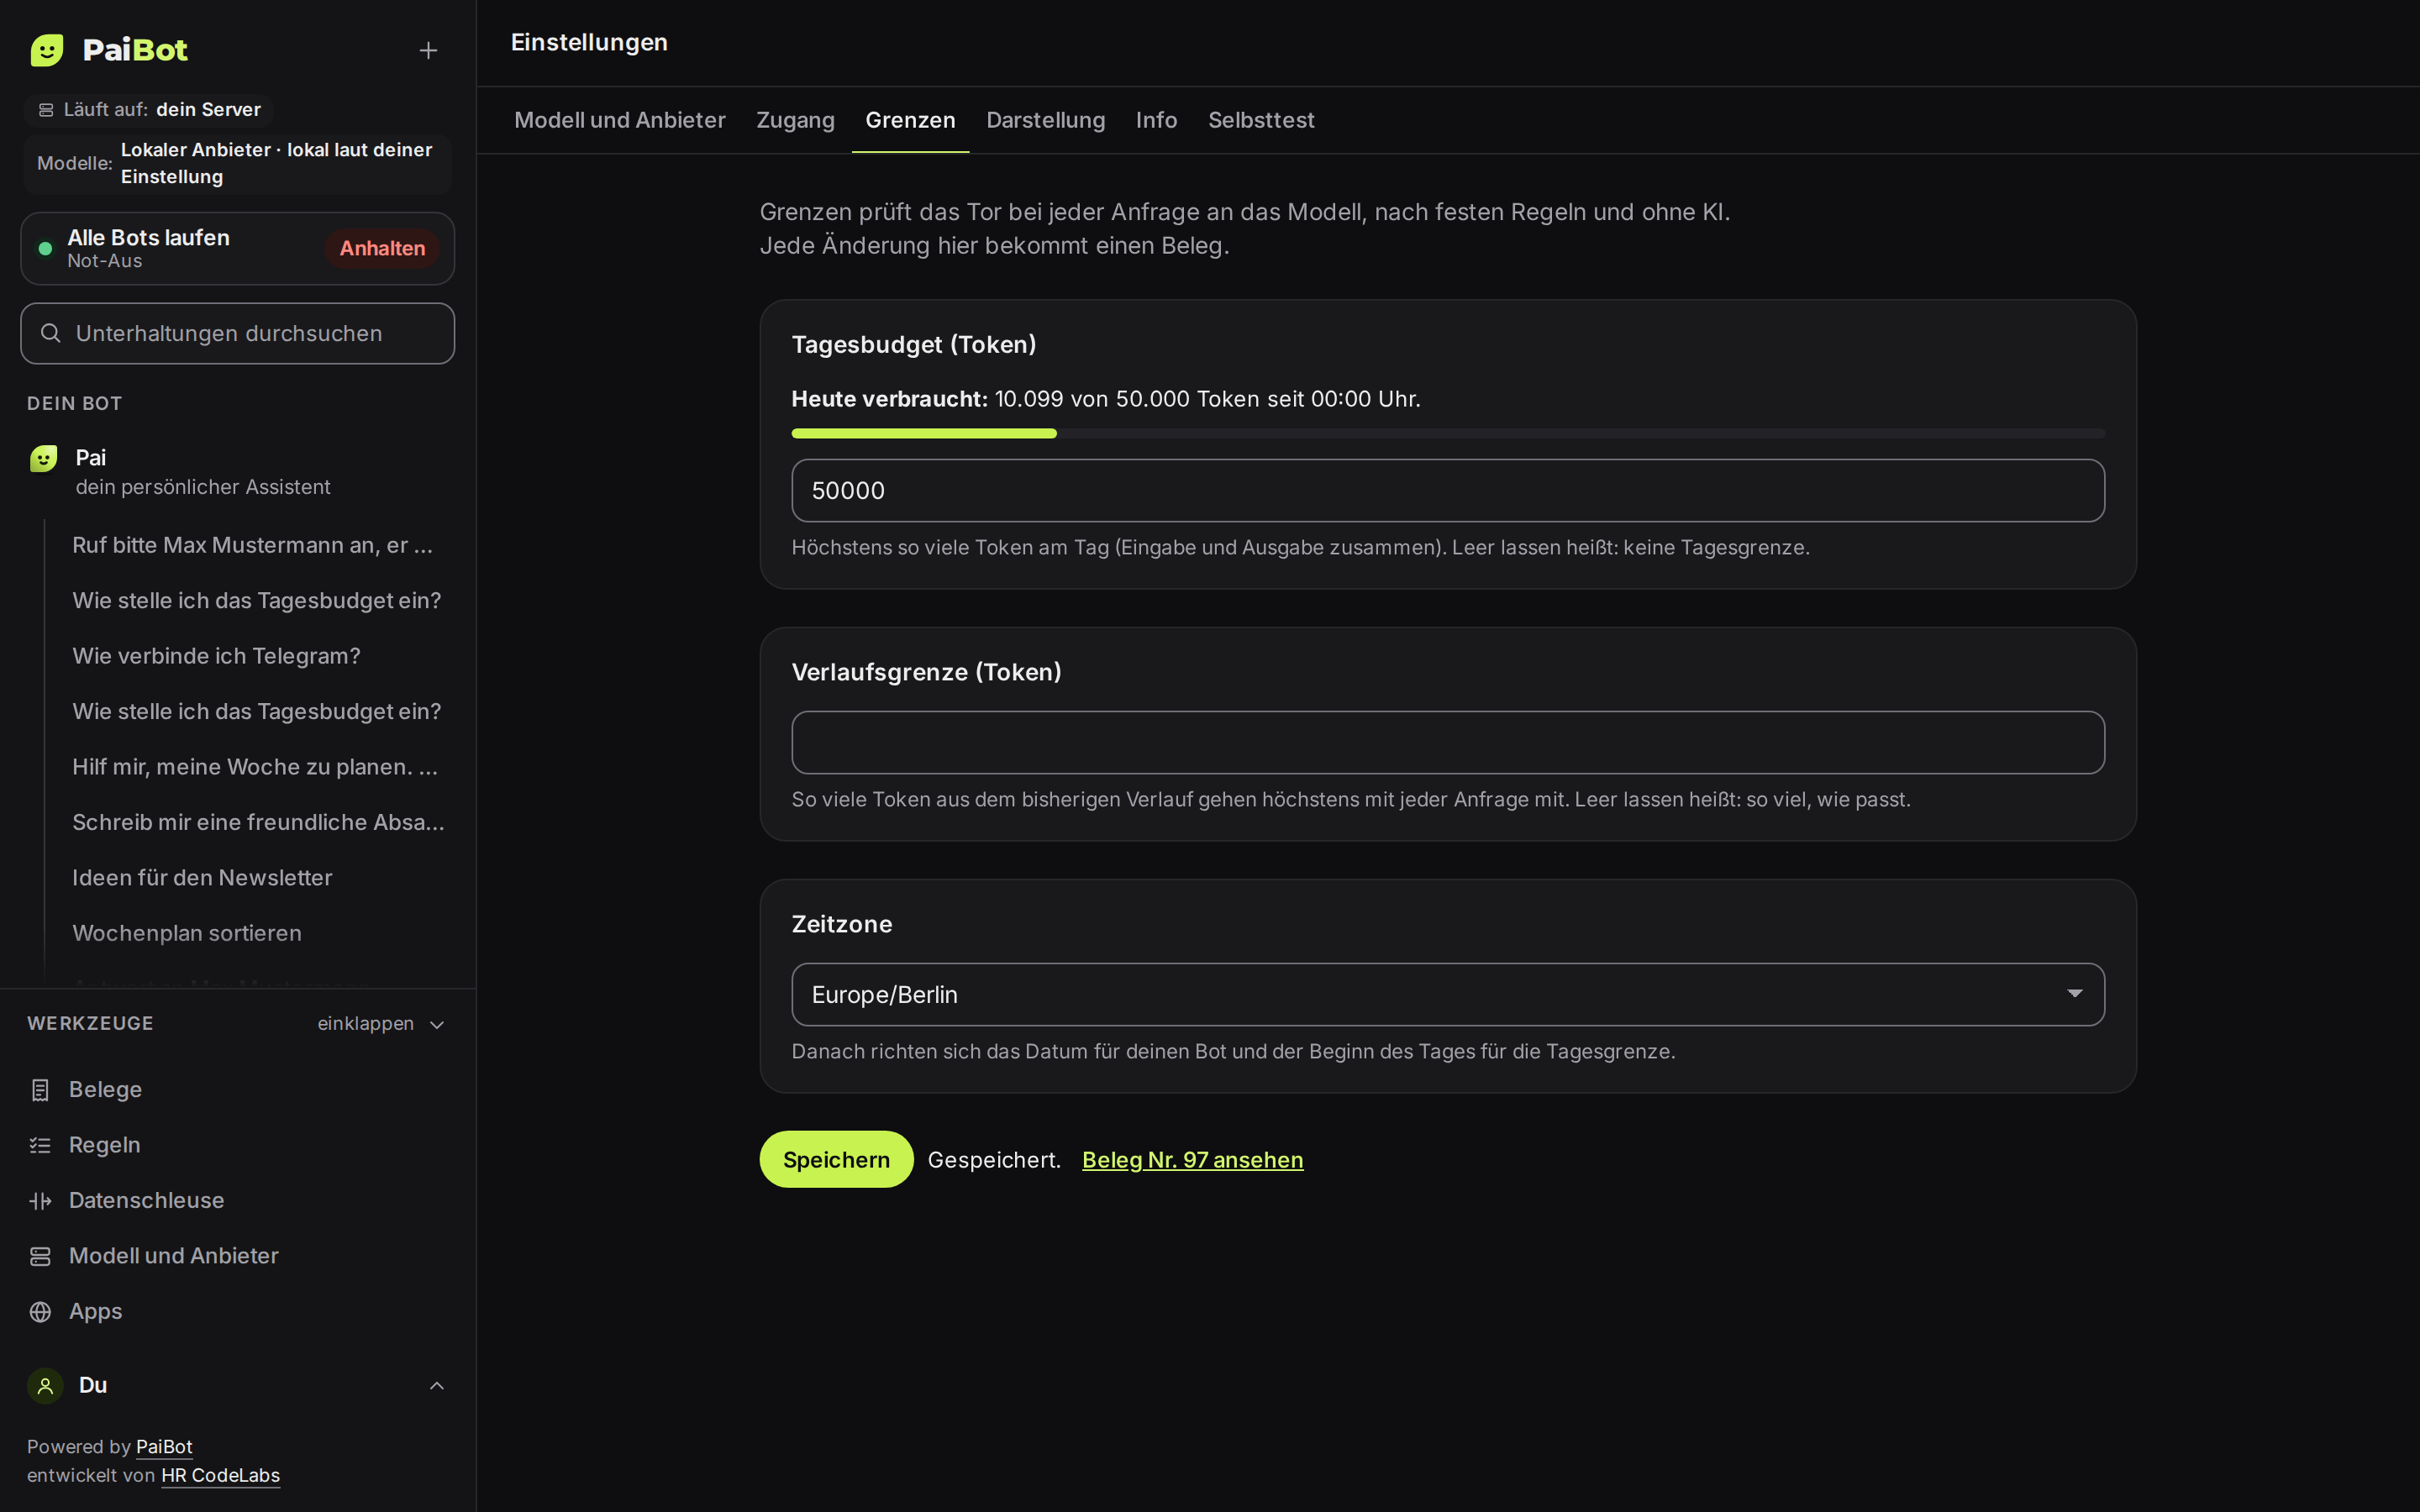 PaiBot
Läuft auf: dein Server
Modelle: Lokaler Anbieter · lokal laut deiner
Einstellung
Alle Bots laufen
Not-Aus
Anhalten
Unterhaltungen durchsuchen
DEIN BOT
Pai
dein persönlicher Assistent
Ruf bitte Max Mustermann an, er ...
Wie stelle ich das Tagesbudget ein?
Wie verbinde ich Telegram?
Wie stelle ich das Tagesbudget ein?
Hilf mir, meine Woche zu planen. ...
Schreib mir eine freundliche Absa...
Ideen für den Newsletter
Wochenplan sortieren
WERKZEUGE einklappen
Belege
Regeln
Datenschleuse
Modell und Anbieter
Apps
Du
Powered by PaiBot
entwickelt von HR CodeLabs
Einstellungen
Modell und Anbieter Zugang Grenzen Darstellung Info Selbsttest
Grenzen prüft das Tor bei jeder Anfrage an das Modell, nach festen Regeln und ohne KI.
Jede Änderung hier bekommt einen Beleg.
Tagesbudget (Token)
Heute verbraucht: 10.099 von 50.000 Token seit 00:00 Uhr.
50000
Höchstens so viele Token am Tag (Eingabe und Ausgabe zusammen). Leer lassen heißt: keine Tagesgrenze.
Verlaufsgrenze (Token)
So viele Token aus dem bisherigen Verlauf gehen höchstens mit jeder Anfrage mit. Leer lassen heißt: so viel, wie passt.
Zeitzone
Europe/Berlin
Danach richten sich das Datum für deinen Bot und der Beginn des Tages für die Tagesgrenze.
Speichern Gespeichert. Beleg Nr. 97 ansehen